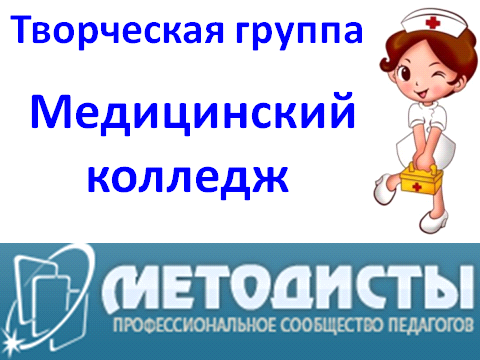 Творческая группа
Медицинский
колледж
МЕТОДИСТЫ
ПРОФЕССИОНАЛЬНОЕ СООБЩЕСТВО ПЕДАГОГОВ